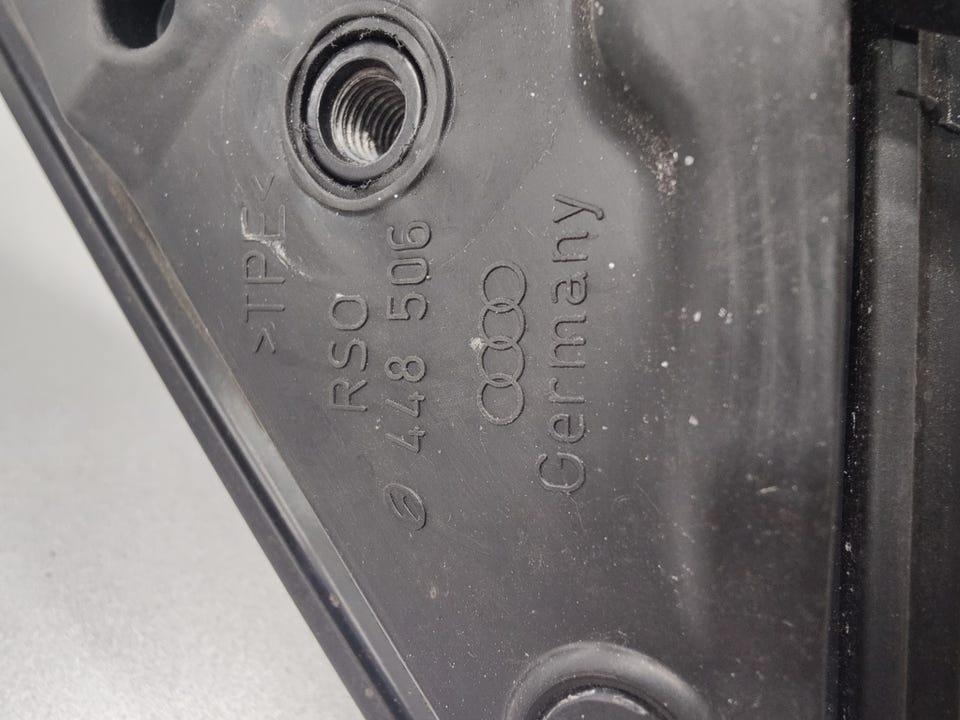 >TPE<
RSO
448 506
Germany